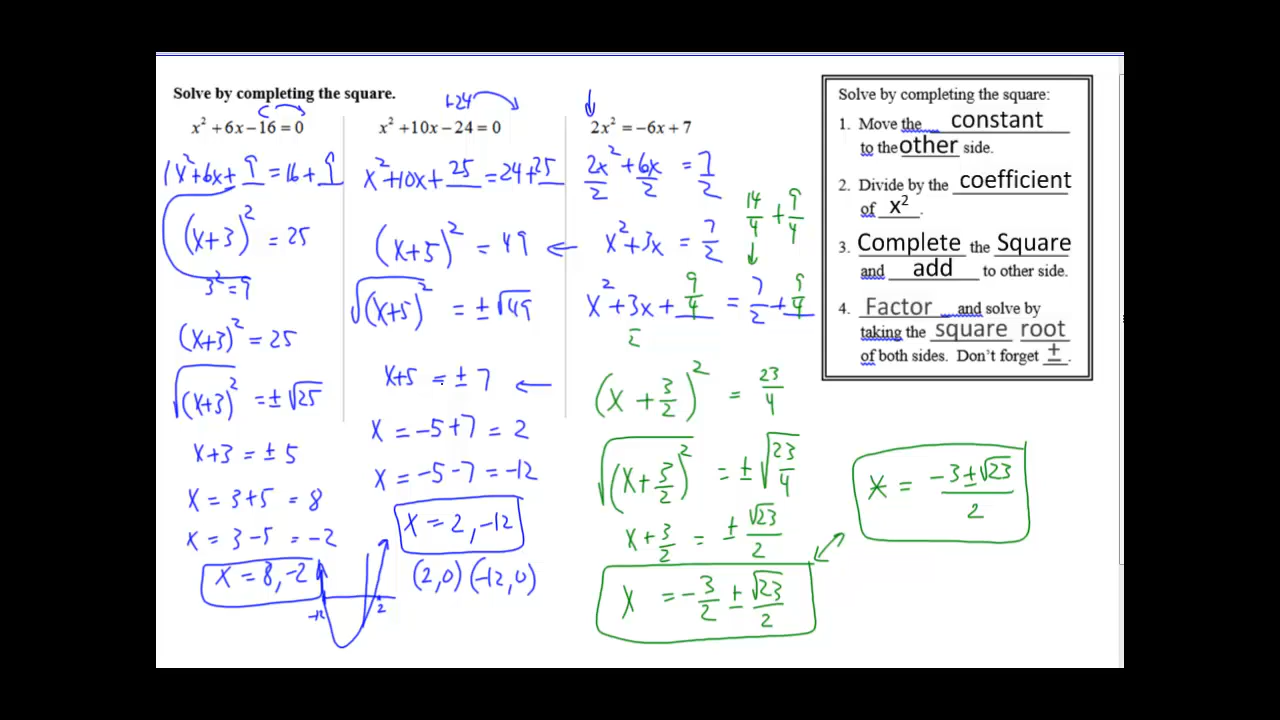 Solve by completing the square.
x² + 6x − 16 = 0
1x² + 6x + 9 = 16 + 9
(x+3)² = 25
3² = 9
(x+3)² = 25
√(x+3)² = ± √25
x+3 = ± 5
x = 3+5 = 8
x = 3−5 = −2
x = 8, −2
+24
x² + 10x − 24 = 0
x² + 10x + 25 = 24 + 25
(x+5)² = 49 ←
√(x+5)² = ± √49
x+5 = ± 7 ←
x = −5+7 = 2
x = −5−7 = −12
x = 2, −12
(2,0) (−12,0)
−12 2
2x² = −6x + 7
2x²/2 + 6x/2 = 7/2
14/4 + 9/4
x² + 3x = 7/2
x² + 3x + 9/4 = 7/2 + 9/4
2
(x + 3/2)² = 23/4
√(x + 3/2)² = ± √23/4
x + 3/2 = ± √23/2
x = −3/2 ± √23/2
x = −3±√23/2
Solve by completing the square:
1. Move the constant
to the other side.
2. Divide by the coefficient
of x².
3. Complete the Square
and add to other side.
4. Factor and solve by
taking the square root
of both sides. Don't forget ±.